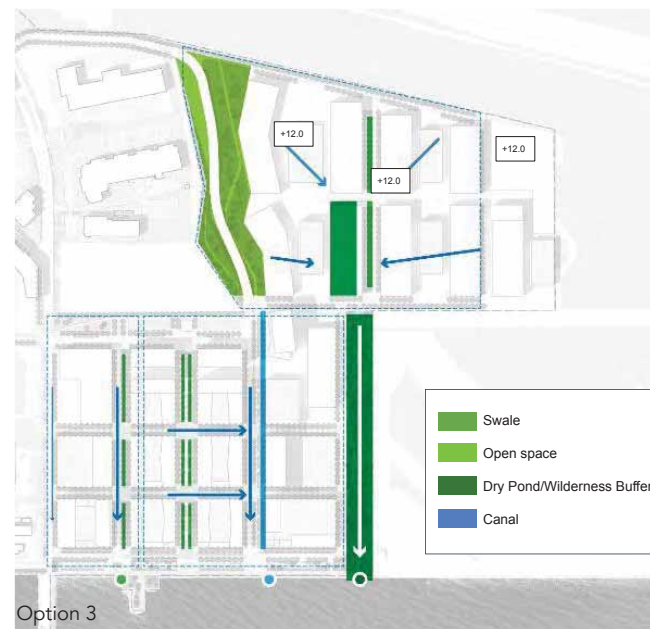 +12.0
+12.0
+12.0
Swale
Open space
Dry Pond/Wilderness Buffer
Canal
Option 3